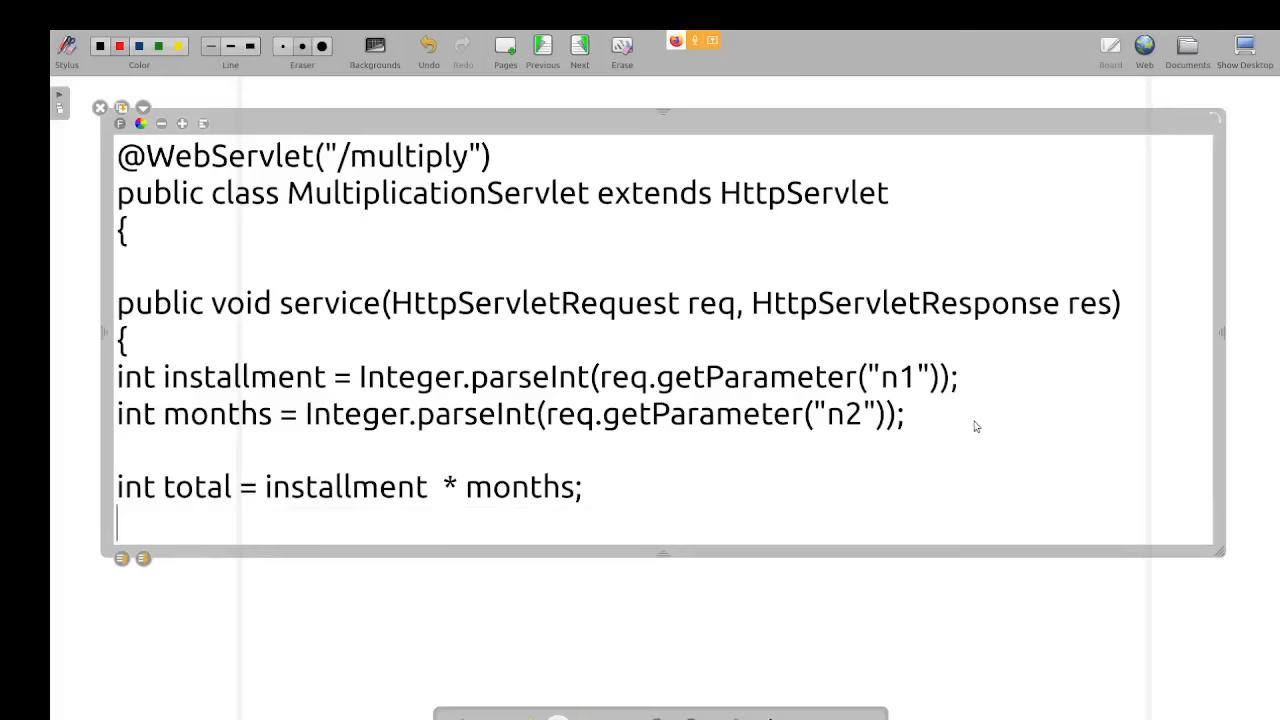 Stylus
Color
Line
Eraser
Backgrounds
Undo
Redo
Pages
Previous
Next
Erase
Board
Web
Documents
Show Desktop
F
@WebServlet("/multiply")
public class MultiplicationServlet extends HttpServlet
{
public void service(HttpServletRequest req, HttpServletResponse res)
{
int installment = Integer.parseInt(req.getParameter("n1"));
int months = Integer.parseInt(req.getParameter("n2"));
int total = installment  * months;